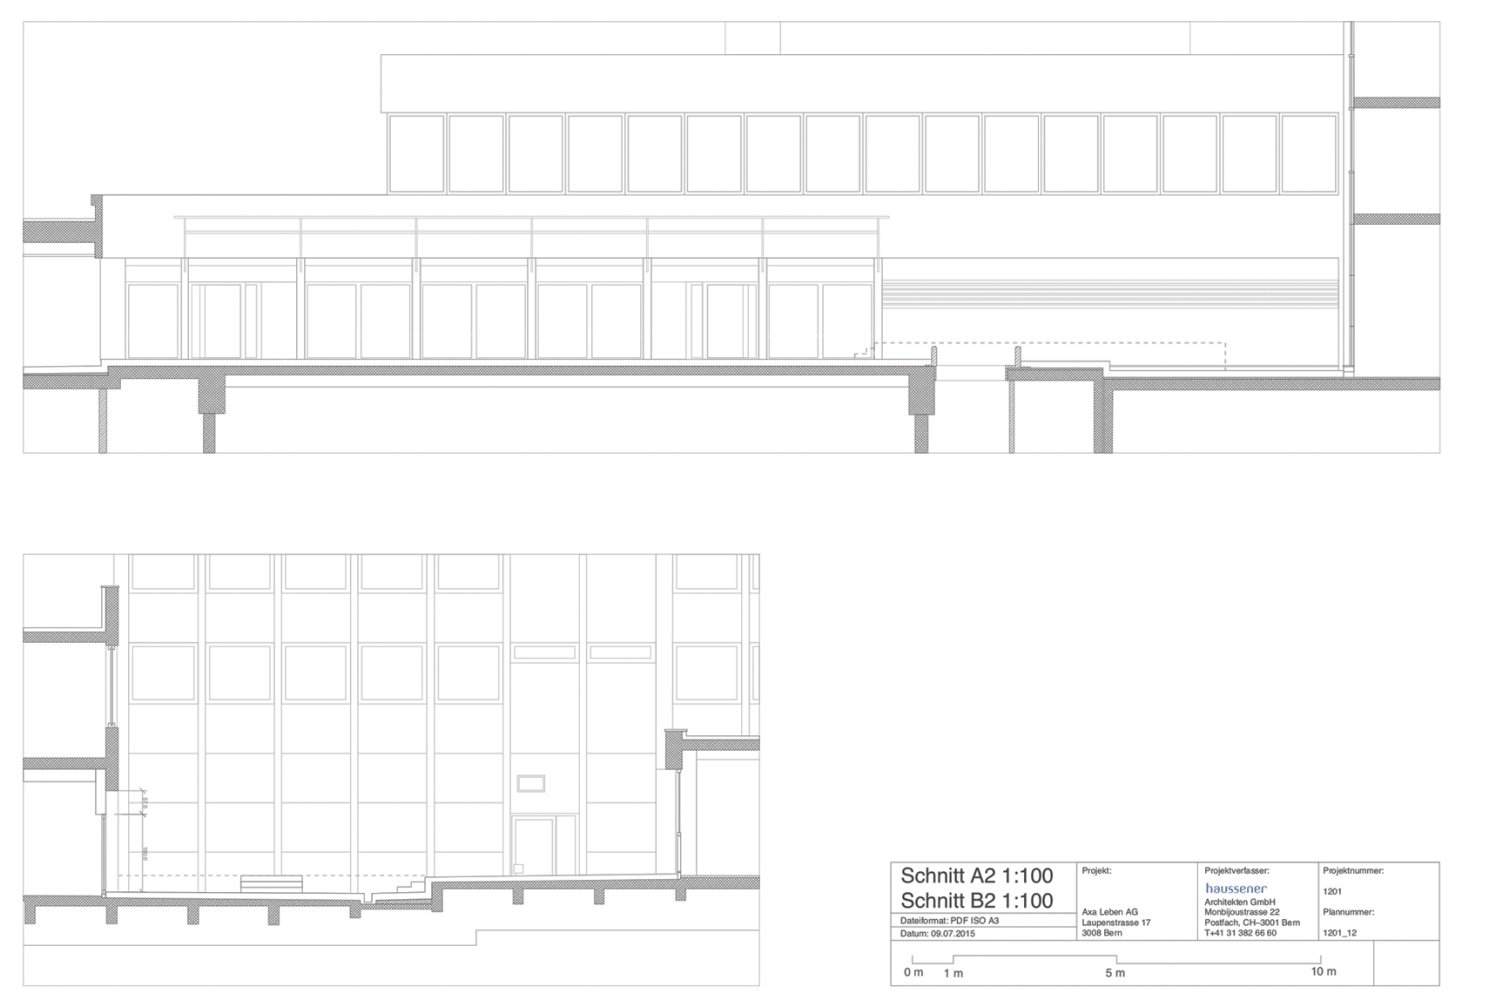 Schnitt A2 1:100
Schnitt B2 1:100
Dateiformat: PDF ISO A3
Datum: 09.07.2015
Projekt:
Axa Leben AG
Laupenstrasse 17
3008 Bern
Projektverfasser:
haussener
Architekten GmbH
Monbijoustrasse 22
Postfach, CH–3001 Bern
T+41 31 382 66 60
Projektnummer:
1201
Plannummer:
1201_12
0 m 1 m 5 m 10 m